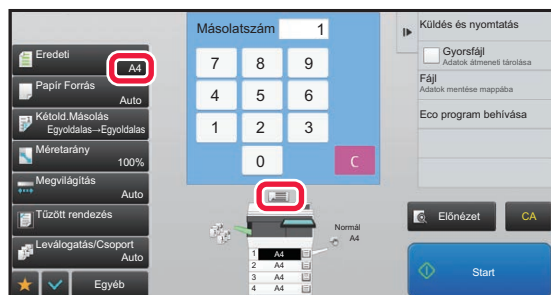 Eredeti
A4
Papír Forrás
Auto
Kétold.Másolás
Egyoldalas→Egyoldalas
Méretarány
100%
Megvilágítás
Auto
Tűzött rendezés
Leválogatás/Csoport
Auto
Egyéb
Másolatszám 1
7 8 9
4 5 6
1 2 3
0 C
Normál
A4
1 A4
2 A4
3 A4
4 A4
Küldés és nyomtatás
Gyorsfájl
Adatok átmeneti tárolása
Fájl
Adatok mentése mappába
Eco program behívása
Előnézet CA
Start